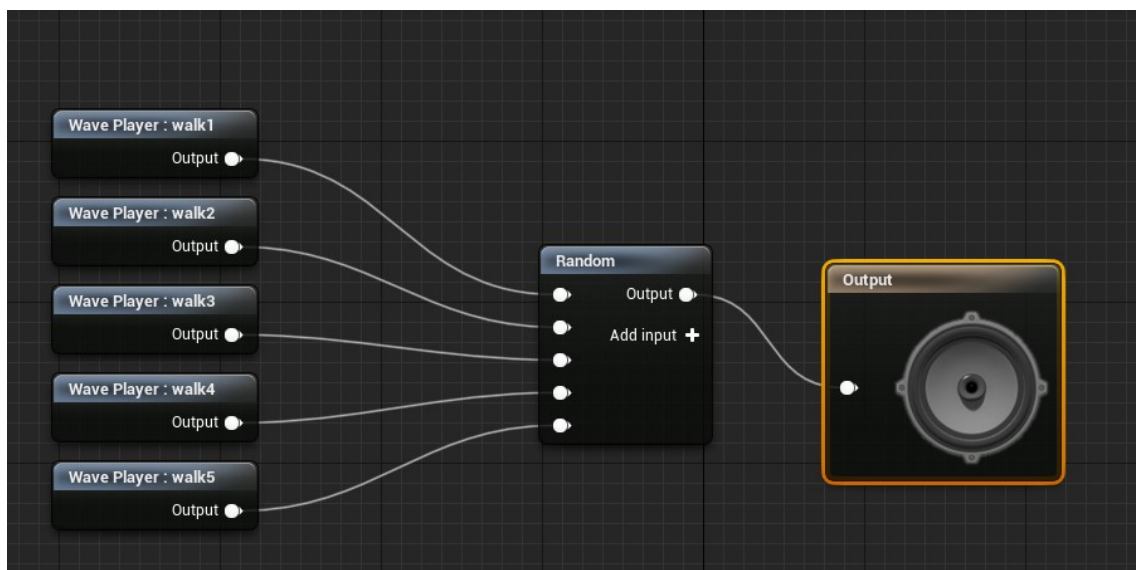 Wave Player : walk1
Output
Wave Player : walk2
Output
Wave Player : walk3
Output
Wave Player : walk4
Output
Wave Player : walk5
Output
Random
Output
Add input
Output